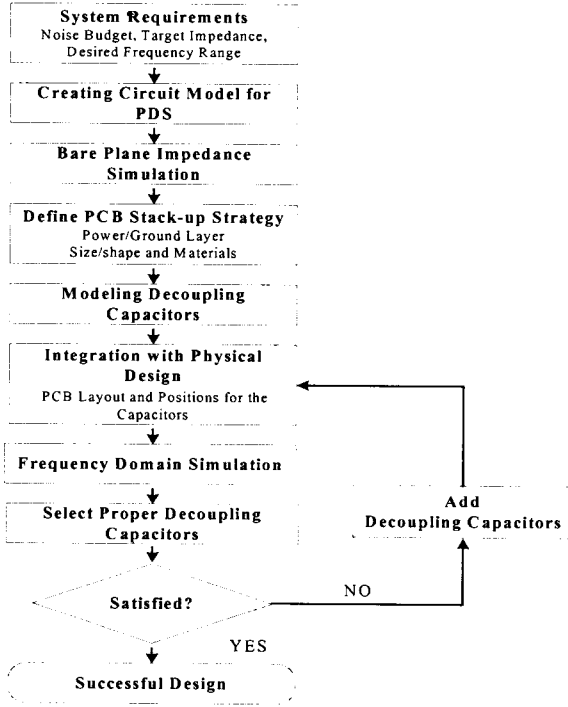 System Requirements
Noise Budget, Target Impedance,
Desired Frequency Range
Creating Circuit Model for
PDS
Bare Plane Impedance
Simulation
Define PCB Stack-up Strategy
Power/Ground Layer
Size/shape and Materials
Modeling Decoupling
Capacitors
Integration with Physical
Design
PCB Layout and Positions for the
Capacitors
Frequency Domain Simulation
Select Proper Decoupling
Capacitors
Add
Decoupling Capacitors
Satisfied?
NO
YES
Successful Design